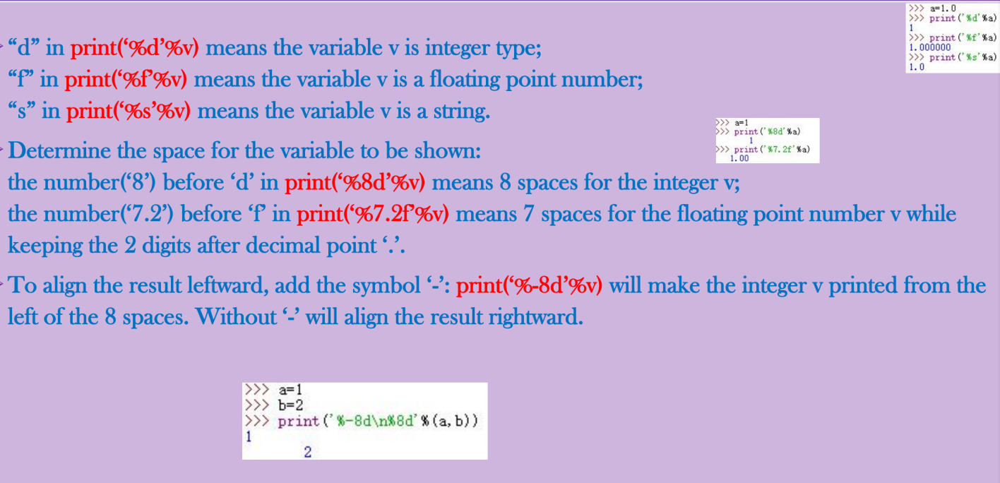 >>> a=1.0
>>> print('%d'%a)
1
>>> print('%f'%a)
1.000000
>>> print('%s'%a)
1.0
“d” in print(‘%d’%v) means the variable v is integer type;
“f” in print(‘%f’%v) means the variable v is a floating point number;
“s” in print(‘%s’%v) means the variable v is a string.
>>> a=1
>>> print('%8d'%a)
1
>>> print('%7.2f'%a)
1.00
Determine the space for the variable to be shown:
the number(‘8’) before ‘d’ in print(‘%8d’%v) means 8 spaces for the integer v;
the number(‘7.2’) before ‘f’ in print(‘%7.2f’%v) means 7 spaces for the floating point number v while
keeping the 2 digits after decimal point ‘.’.
To align the result leftward, add the symbol ‘-’: print(‘%-8d’%v) will make the integer v printed from the
left of the 8 spaces. Without ‘-’ will align the result rightward.
>>> a=1
>>> b=2
>>> print('%-8d\n%8d'%(a,b))
1
2